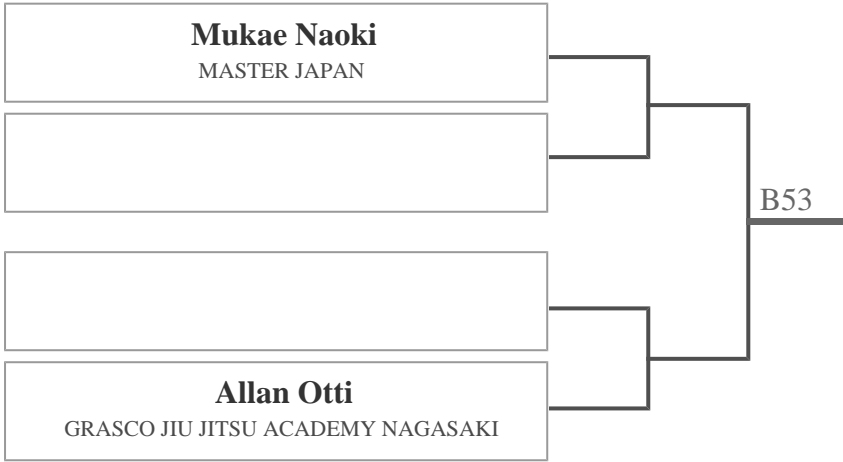 Mukae Naoki
MASTER JAPAN
B53
Allan Otti
GRASCO JIU JITSU ACADEMY NAGASAKI